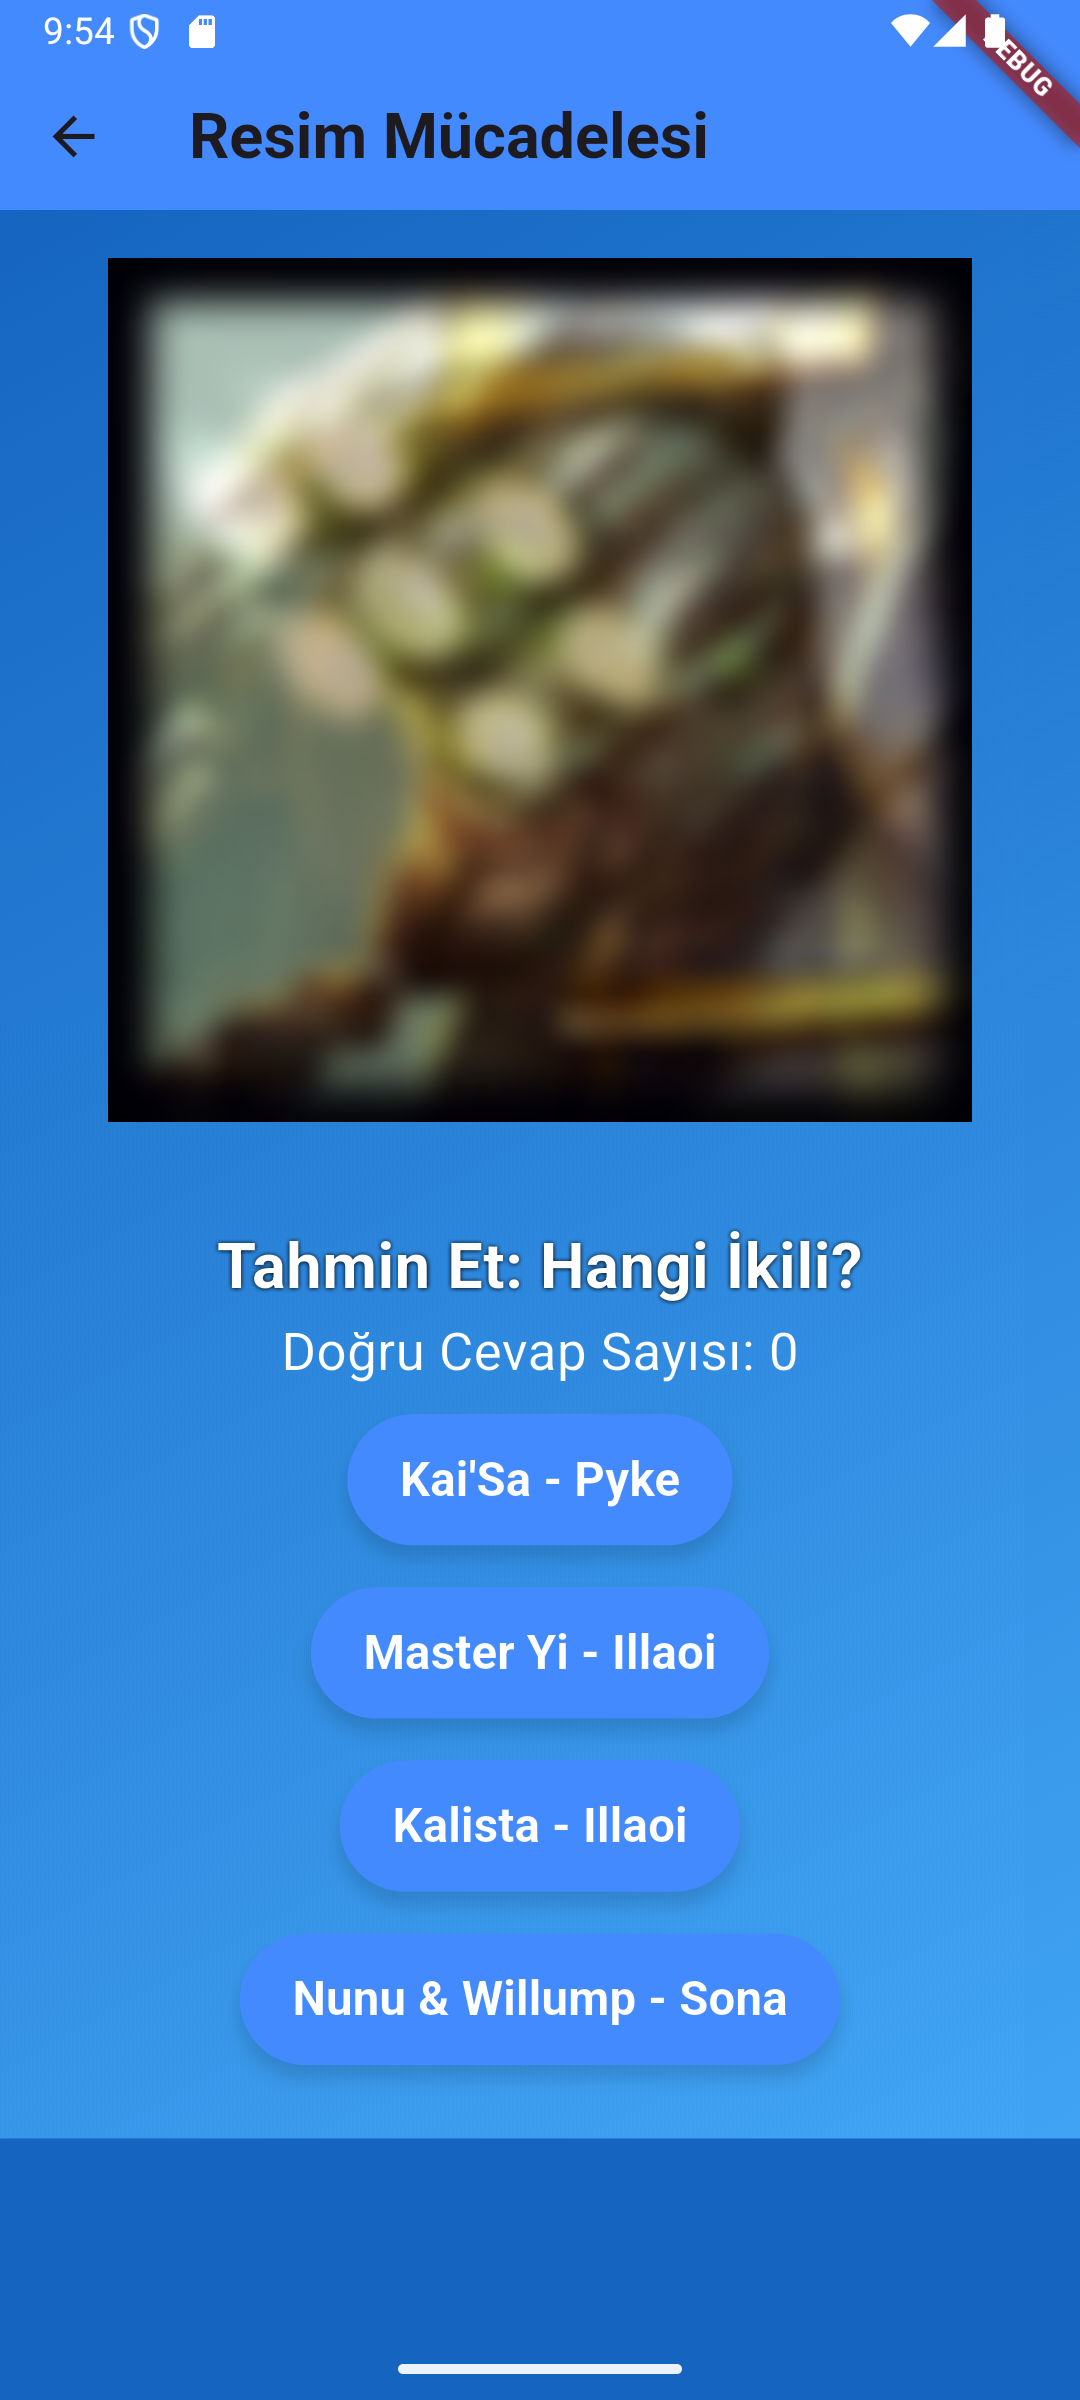 9:54
EBUG
Resim Mücadelesi
Tahmin Et: Hangi İkili?
Doğru Cevap Sayısı: 0
Kai'Sa - Pyke
Master Yi - Illaoi
Kalista - Illaoi
Nunu & Willump - Sona